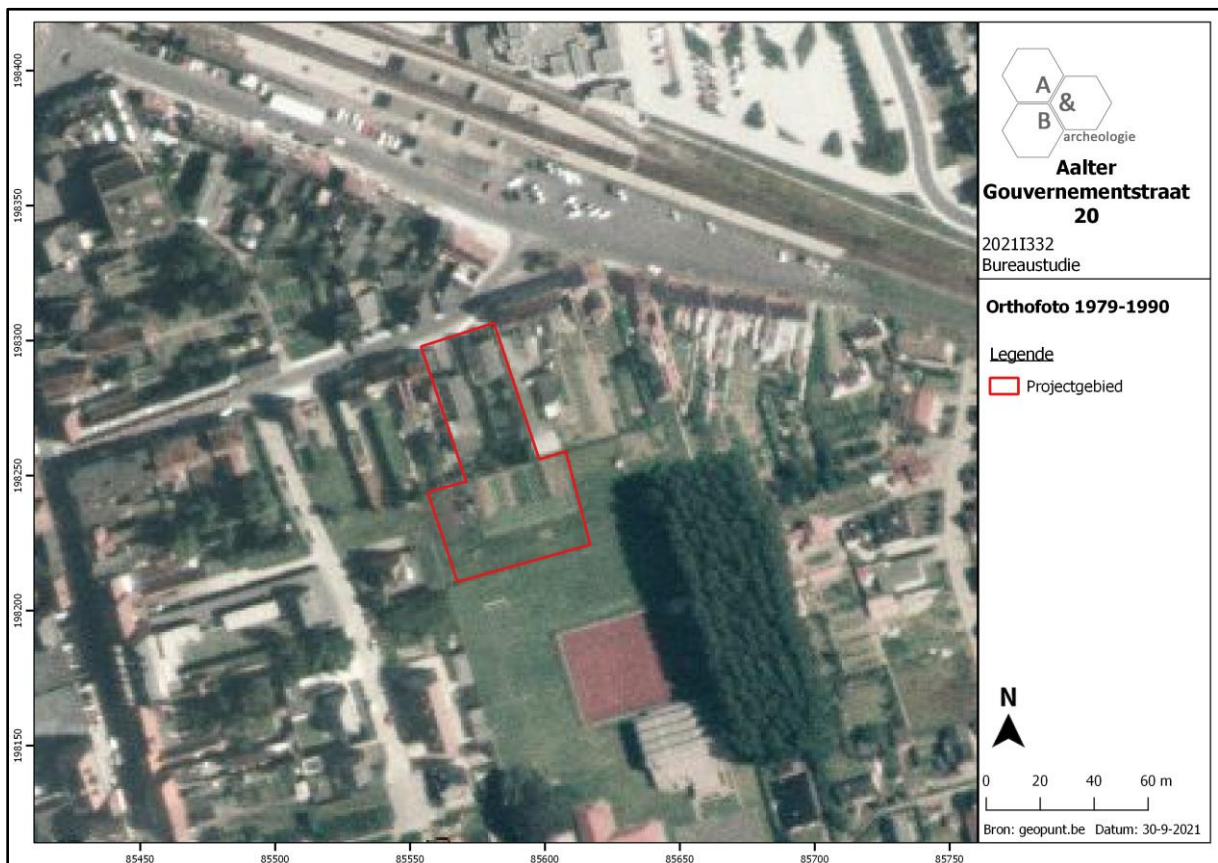 198400
198350
198300
198250
198200
198150
85450
85500
85550
85600
85650
85700
85750
A
&
B
archeologie
Aalter
Gouvernementstraat
20
2021I332
Bureaustudie
Orthofoto 1979-1990
Legende
Projectgebied
N
0 20 40 60 m
Bron: geopunt.be Datum: 30-9-2021